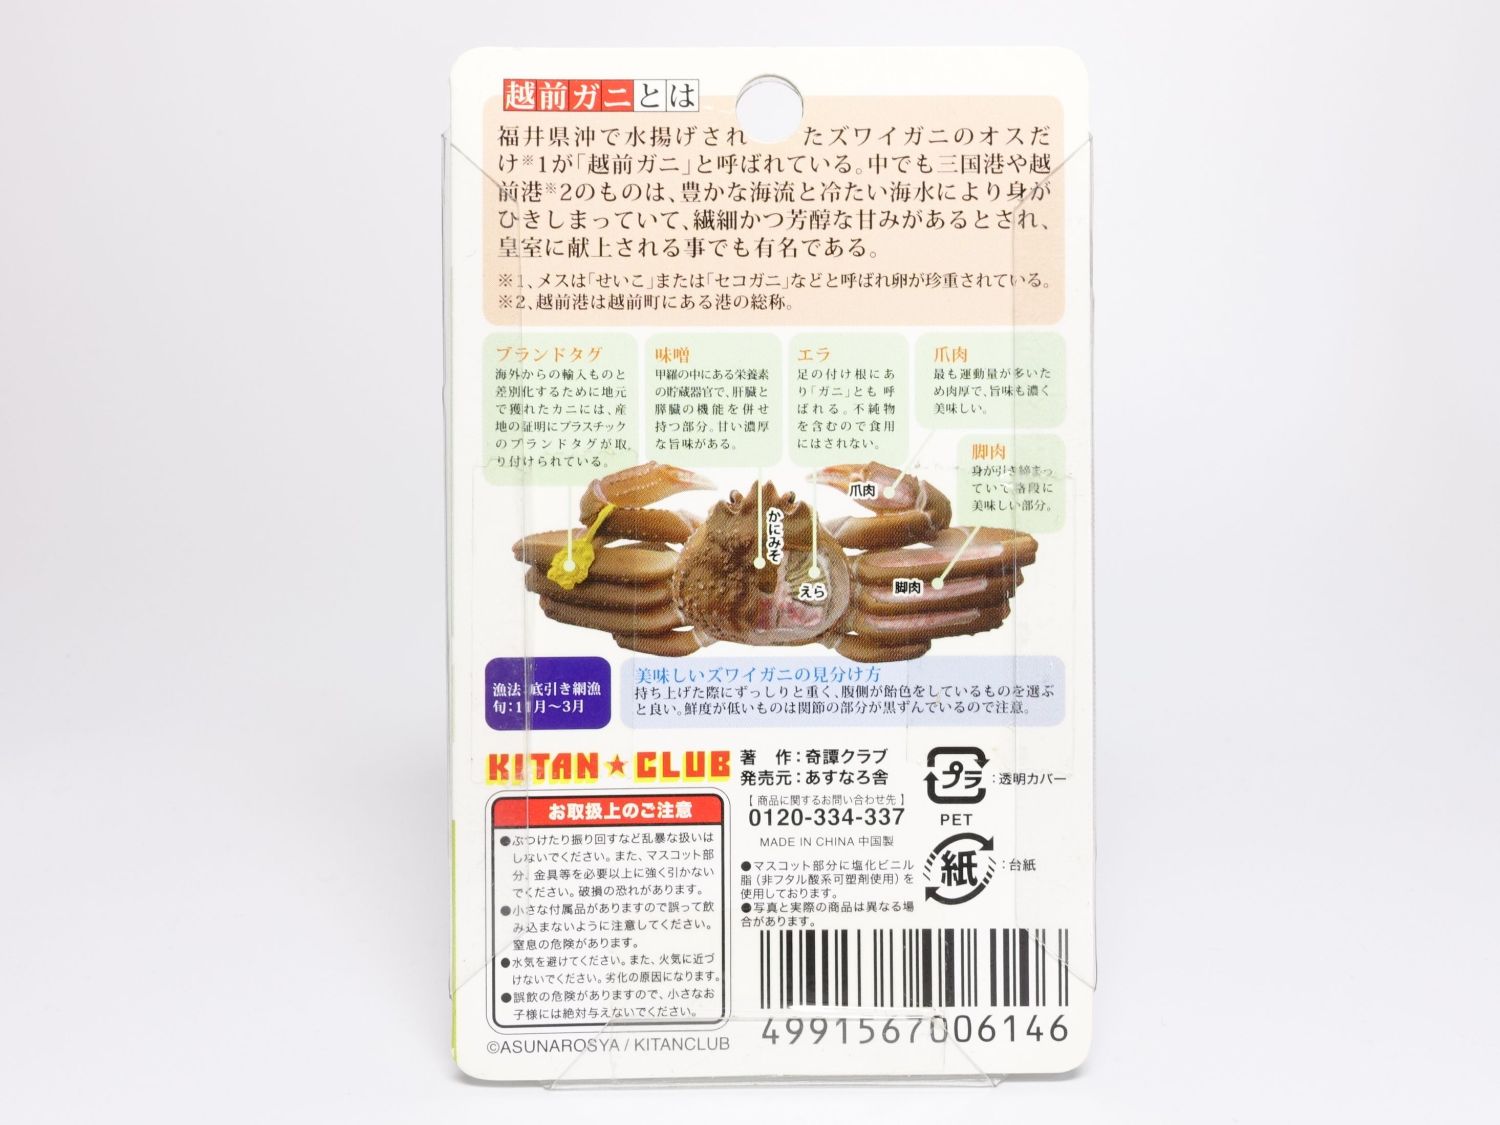 越前ガニとは
福井県沖で水揚げされたズワイガニのオスだ
け※1が「越前ガニ」と呼ばれている。中でも三国港や越
前港※2のものは、豊かな海流と冷たい海水により身が
ひきしまっていて、繊細かつ芳醇な甘みがあるとされ、
皇室に献上される事でも有名である。
※1、メスは「せいこ」または「セコガニ」などと呼ばれ卵が珍重されている。
※2、越前港は越前町にある港の総称。
ブランドタグ
海外からの輸入ものと
差別化するために地元
で獲れたカニには、産
地の証明にプラスチック
のブランドタグが取
り付けられている。
味噌
甲羅の中にある栄養素
の貯蔵器官で、肝臓と
膵臓の機能を併せ
持つ部分。甘い濃厚
な旨味がある。
エラ
足の付け根にあ
り「ガニ」とも呼
ばれる。不純物
を含むので食用
にはされない。
爪肉
最も運動量が多いた
め肉厚で、旨味も濃く
美味しい。
脚肉
身が引き締まっ
ていて格段に
美味しい部分。
爪肉
かにみそ
えら
脚肉
漁法:底引き網漁
旬:11月〜3月
美味しいズワイガニの見分け方
持ち上げた際にずっしりと重く、腹側が飴色をしているものを選ぶ
と良い。鮮度が低いものは関節の部分が黒ずんでいるので注意。
KITAN★CLUB
著 作:奇譚クラブ
発売元:あすなろ舎
【商品に関するお問い合わせ先】
0120-334-337
MADE IN CHINA 中国製
●マスコット部分に塩化ビニル
脂(非フタル酸系可塑剤使用)を
使用しております。
●写真と実際の商品は異なる場
合があります。
プラ:透明カバー
PET
紙:台紙
お取扱上のご注意
●ぶつけたり振り回すなど乱暴な扱いは
しないでください。また、マスコット部
分、金具等を必要以上に強く引かない
でください。破損の恐れがあります。
●小さな付属品がありますので誤って飲
み込まないように注意してください。
窒息の危険があります。
●水気を避けてください。また、火気に近づ
けないでください。劣化の原因になります。
●誤飲の危険がありますので、小さなお
子様には絶対与えないでください。
©ASUNAROSYA / KITANCLUB
4991567006146